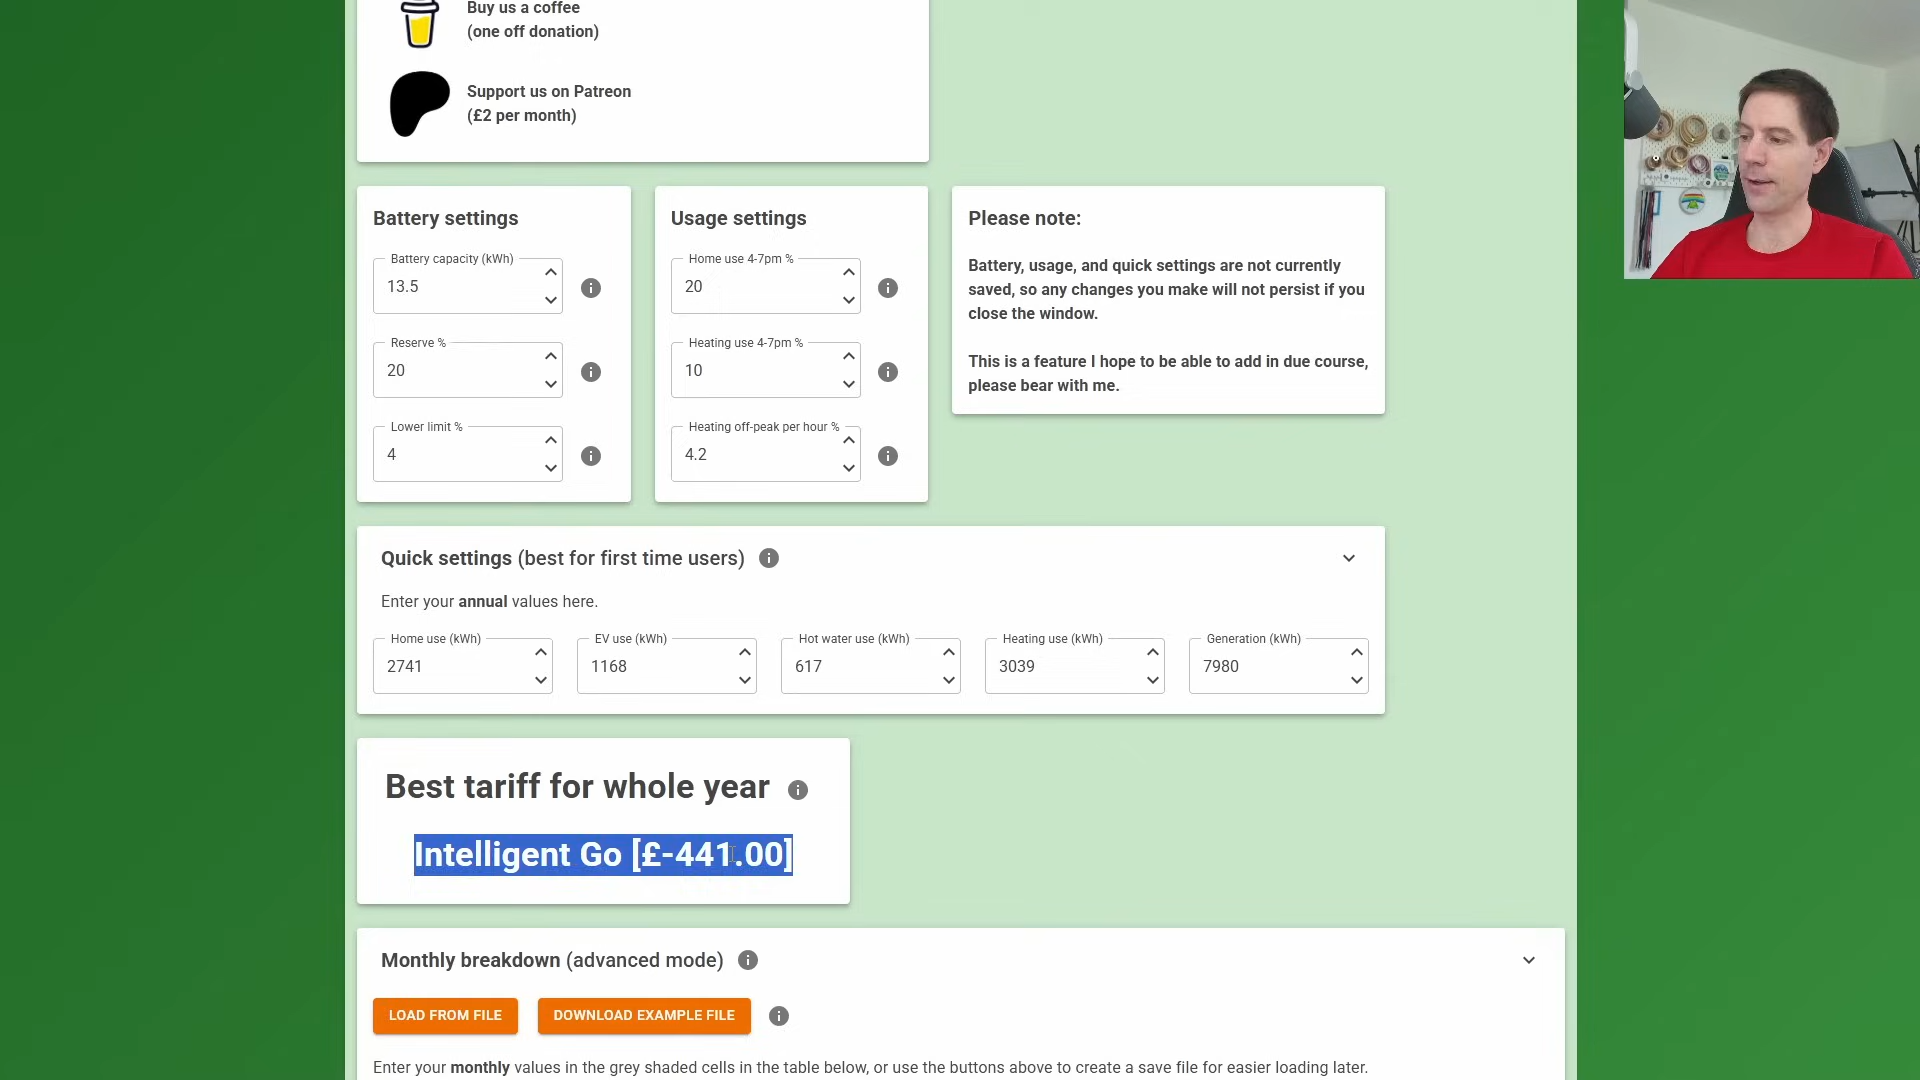 Buy us a coffee
(one off donation)
Support us on Patreon
(£2 per month)
Battery settings
Battery capacity (kWh)
13.5
Reserve %
20
Lower limit %
4
Usage settings
Home use 4-7pm %
20
Heating use 4-7pm %
10
Heating off-peak per hour %
4.2
Please note:
Battery, usage, and quick settings are not currently
saved, so any changes you make will not persist if you
close the window.
This is a feature I hope to be able to add in due course,
please bear with me.
Quick settings (best for first time users)
Enter your annual values here.
Home use (kWh)
2741
EV use (kWh)
1168
Hot water use (kWh)
617
Heating use (kWh)
3039
Generation (kWh)
7980
Best tariff for whole year
Intelligent Go [£-441.00]
Monthly breakdown (advanced mode)
LOAD FROM FILE
DOWNLOAD EXAMPLE FILE
Enter your monthly values in the grey shaded cells in the table below, or use the buttons above to create a save file for easier loading later.